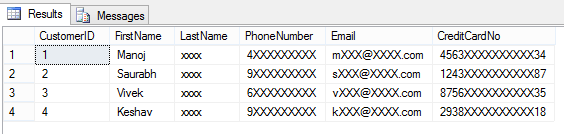 Results Messages
CustomerID FirstName LastName PhoneNumber Email CreditCardNo
1 1 Manoj xxxx 4XXXXXXXXX mXXX@XXXX.com 4563XXXXXXXXXX34
2 2 Saurabh xxxx 9XXXXXXXXX sXXX@XXXX.com 1243XXXXXXXXXX87
3 3 Vivek xxxx 6XXXXXXXXX vXXX@XXXX.com 8756XXXXXXXXXX35
4 4 Keshav xxxx 9XXXXXXXXX kXXX@XXXX.com 2938XXXXXXXXXX18